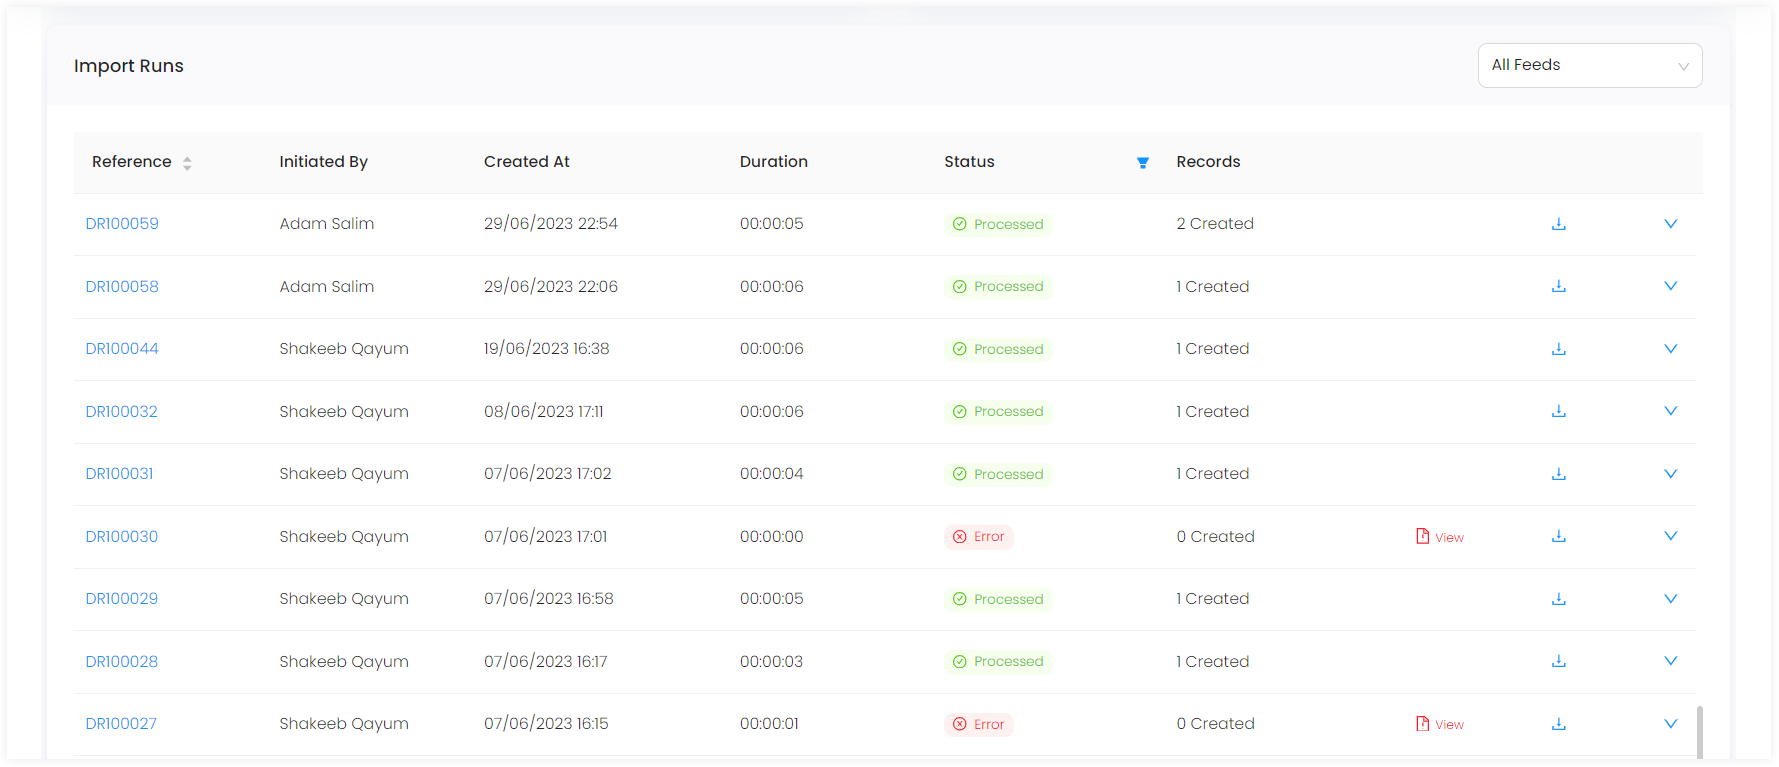 Import Runs
All Feeds
Reference Initiated By Created At Duration Status Records
DR100059 Adam Salim 29/06/2023 22:54 00:00:05 Processed 2 Created
DR100058 Adam Salim 29/06/2023 22:06 00:00:06 Processed 1 Created
DR100044 Shakeeb Qayum 19/06/2023 16:38 00:00:06 Processed 1 Created
DR100032 Shakeeb Qayum 08/06/2023 17:11 00:00:06 Processed 1 Created
DR100031 Shakeeb Qayum 07/06/2023 17:02 00:00:04 Processed 1 Created
DR100030 Shakeeb Qayum 07/06/2023 17:01 00:00:00 Error 0 Created View
DR100029 Shakeeb Qayum 07/06/2023 16:58 00:00:05 Processed 1 Created
DR100028 Shakeeb Qayum 07/06/2023 16:17 00:00:03 Processed 1 Created
DR100027 Shakeeb Qayum 07/06/2023 16:15 00:00:01 Error 0 Created View